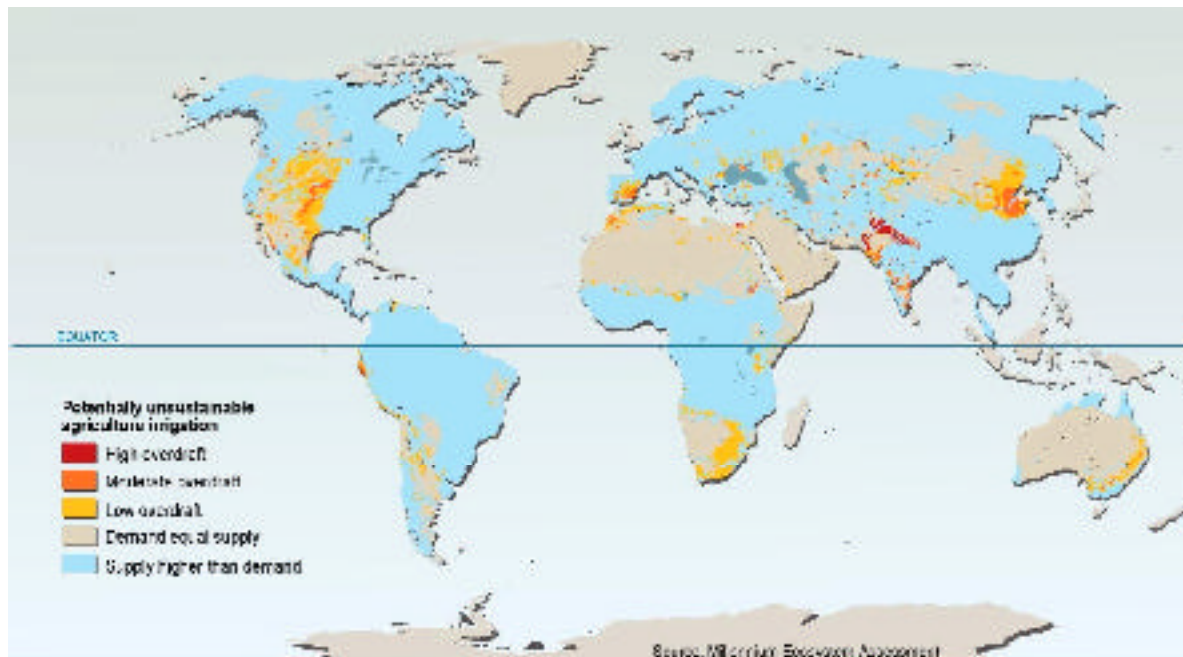 EQUATOR
Potentially unsustainable
agriculture irrigation
High overdraft
Moderate overdraft
Low overdraft
Demand equal supply
Supply higher than demand
Source: Millennium Ecosystem Assessment